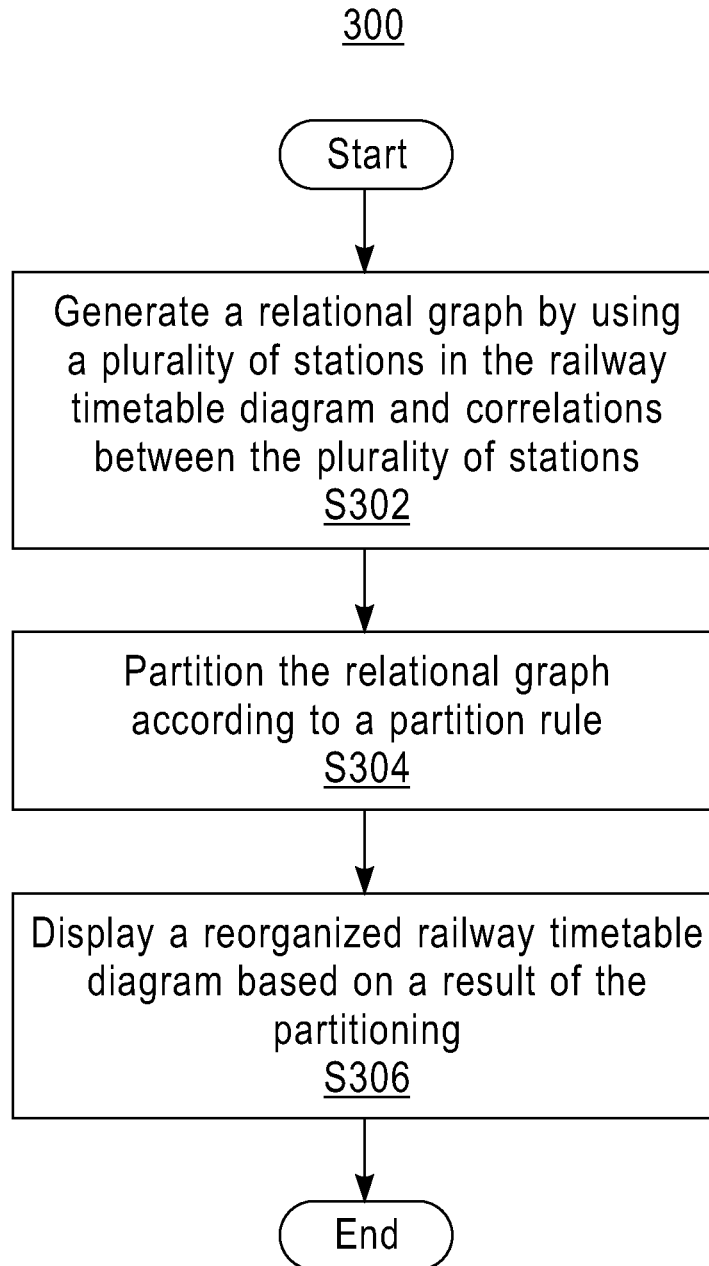 300
Start
Generate a relational graph by using
a plurality of stations in the railway
timetable diagram and correlations
between the plurality of stations
S302
Partition the relational graph
according to a partition rule
S304
Display a reorganized railway timetable
diagram based on a result of the
partitioning
S306
End